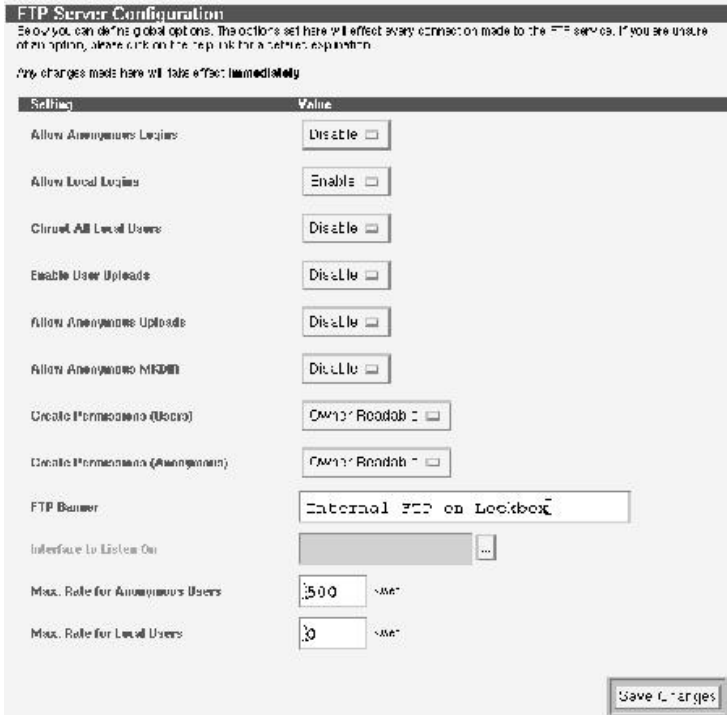 FTP Server Configuration
Below you can define global options. The options set here will effect every connection made to the FTP service. If you are unsure
of an option, please click on the help link for a detailed explination.
Any changes made here will take effect immediately
Setting Value
Allow Anonymous Logins Disable
Allow Local Logins Enable
Chroot All Local Users Disable
Enable User Uploads Disable
Allow Anonymous Uploads Disable
Allow Anonymous MKDIR Disable
Create Permissions (Users) Owner Readable
Create Permissions (Anonymous) Owner Readable
FTP Banner Internal FTP on Lockbox
Interface to Listen On ...
Max. Rate for Anonymous Users 500
Max. Rate for Local Users 0
Save Changes